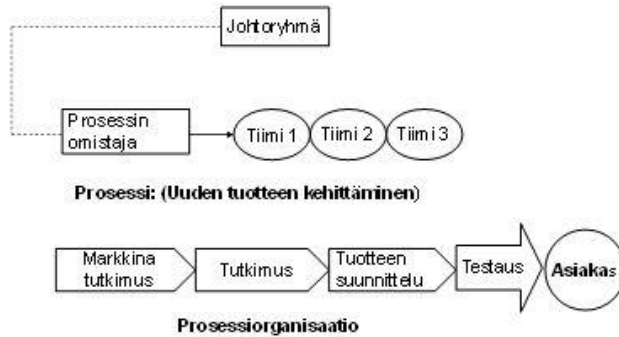 Johtoryhmä
Prosessin
omistaja
Tiimi 1
Tiimi 2
Tiimi 3
Prosessi: (Uuden tuotteen kehittäminen)
Markkina
tutkimus
Tutkimus
Tuotteen
suunnittelu
Testaus
Asiakas
Prosessiorganisaatio